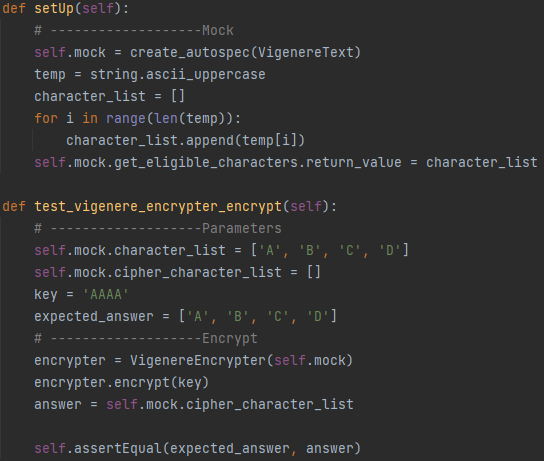 def setUp(self):
    # -------------------Mock
    self.mock = create_autospec(VigenereText)
    temp = string.ascii_uppercase
    character_list = []
    for i in range(len(temp)):
        character_list.append(temp[i])
    self.mock.get_eligible_characters.return_value = character_list

def test_vigenere_encrypter_encrypt(self):
    # -------------------Parameters
    self.mock.character_list = ['A', 'B', 'C', 'D']
    self.mock.cipher_character_list = []
    key = 'AAAA'
    expected_answer = ['A', 'B', 'C', 'D']
    # -------------------Encrypt
    encrypter = VigenereEncrypter(self.mock)
    encrypter.encrypt(key)
    answer = self.mock.cipher_character_list

    self.assertEqual(expected_answer, answer)